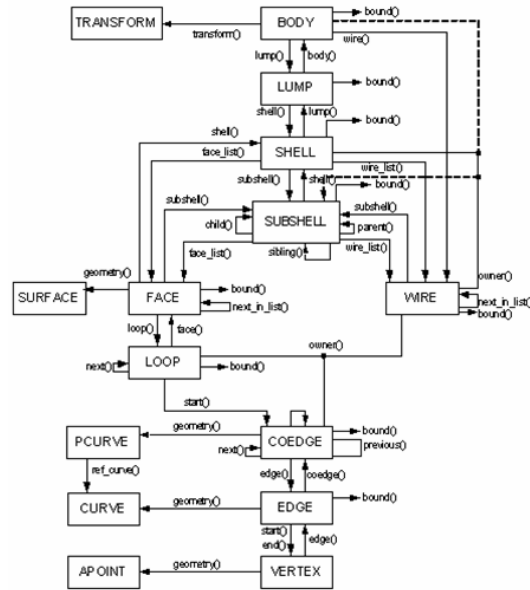 TRANSFORM
BODY
bound()
transform()
wire()
lump()
body()
LUMP
bound()
shell()
lump()
bound()
shell()
SHELL
face_list()
wire_list()
subshell()
shell()
bound()
subshell()
subshell()
child()
SUBSHELL
parent()
face_list()
sibling()
wire_list()
geometry()
owner()
SURFACE
FACE
bound()
next_in_list()
WIRE
next_in_list()
bound()
loop()
face()
owner()
next()
LOOP
bound()
start()
geometry()
bound()
PCURVE
COEDGE
next()
previous()
ref_curve()
edge()
coedge()
CURVE
geometry()
EDGE
bound()
start()
end()
edge()
APOINT
geometry()
VERTEX